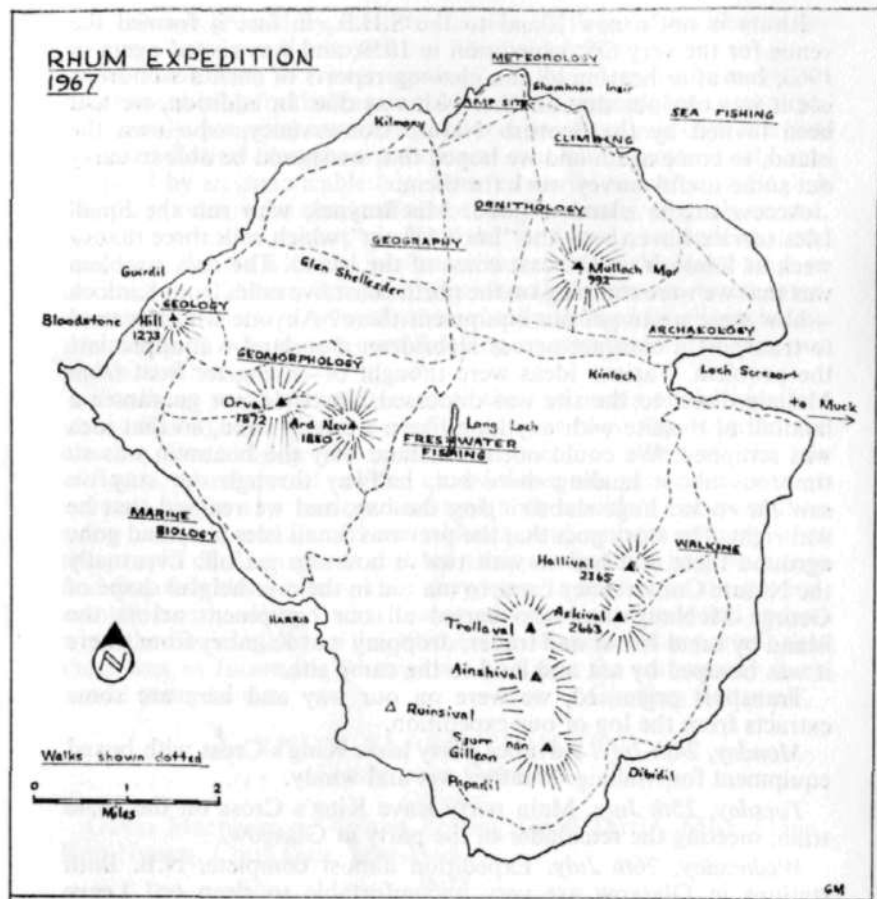 RHUM EXPEDITION
1967
METEOROLOGY
Shamhnan Insir
CAMP SITE
SEA FISHING
Kilmory
CLIMBING
ORNITHOLOGY
GEOGRAPHY
Glen Shellesder
Mullach Mor
992
Guirdil
GEOLOGY
Bloodstone Hill
1233
ARCHAEOLOGY
GEOMORPHOLOGY
Kinloch
Loch Scresort
To Muck
Orval
1872
Ard Nev
1880
Long Loch
FRESHWATER
FISHING
MARINE
BIOLOGY
WALKING
Hallival
2365
HARRIS
Trollaval
Askival
2663
Ainshival
Ruinsival
Sgurr nan
Gillean
Walks shown dotted
Papadil
Dibidil
0 1 2
Miles
N
GM